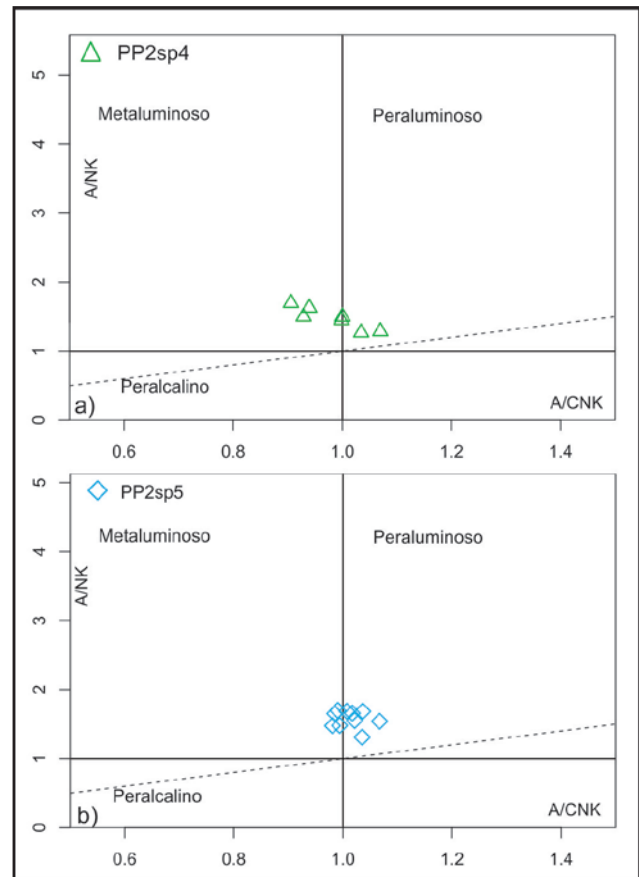 PP2sp4
5
Metaluminoso
Peraluminoso
4
A/NK
3
2
1
Peralcalino
A/CNK
0
a)
0.6
0.8
1.0
1.2
1.4
PP2sp5
5
Metaluminoso
Peraluminoso
4
A/NK
3
2
1
Peralcalino
A/CNK
0
b)
0.6
0.8
1.0
1.2
1.4